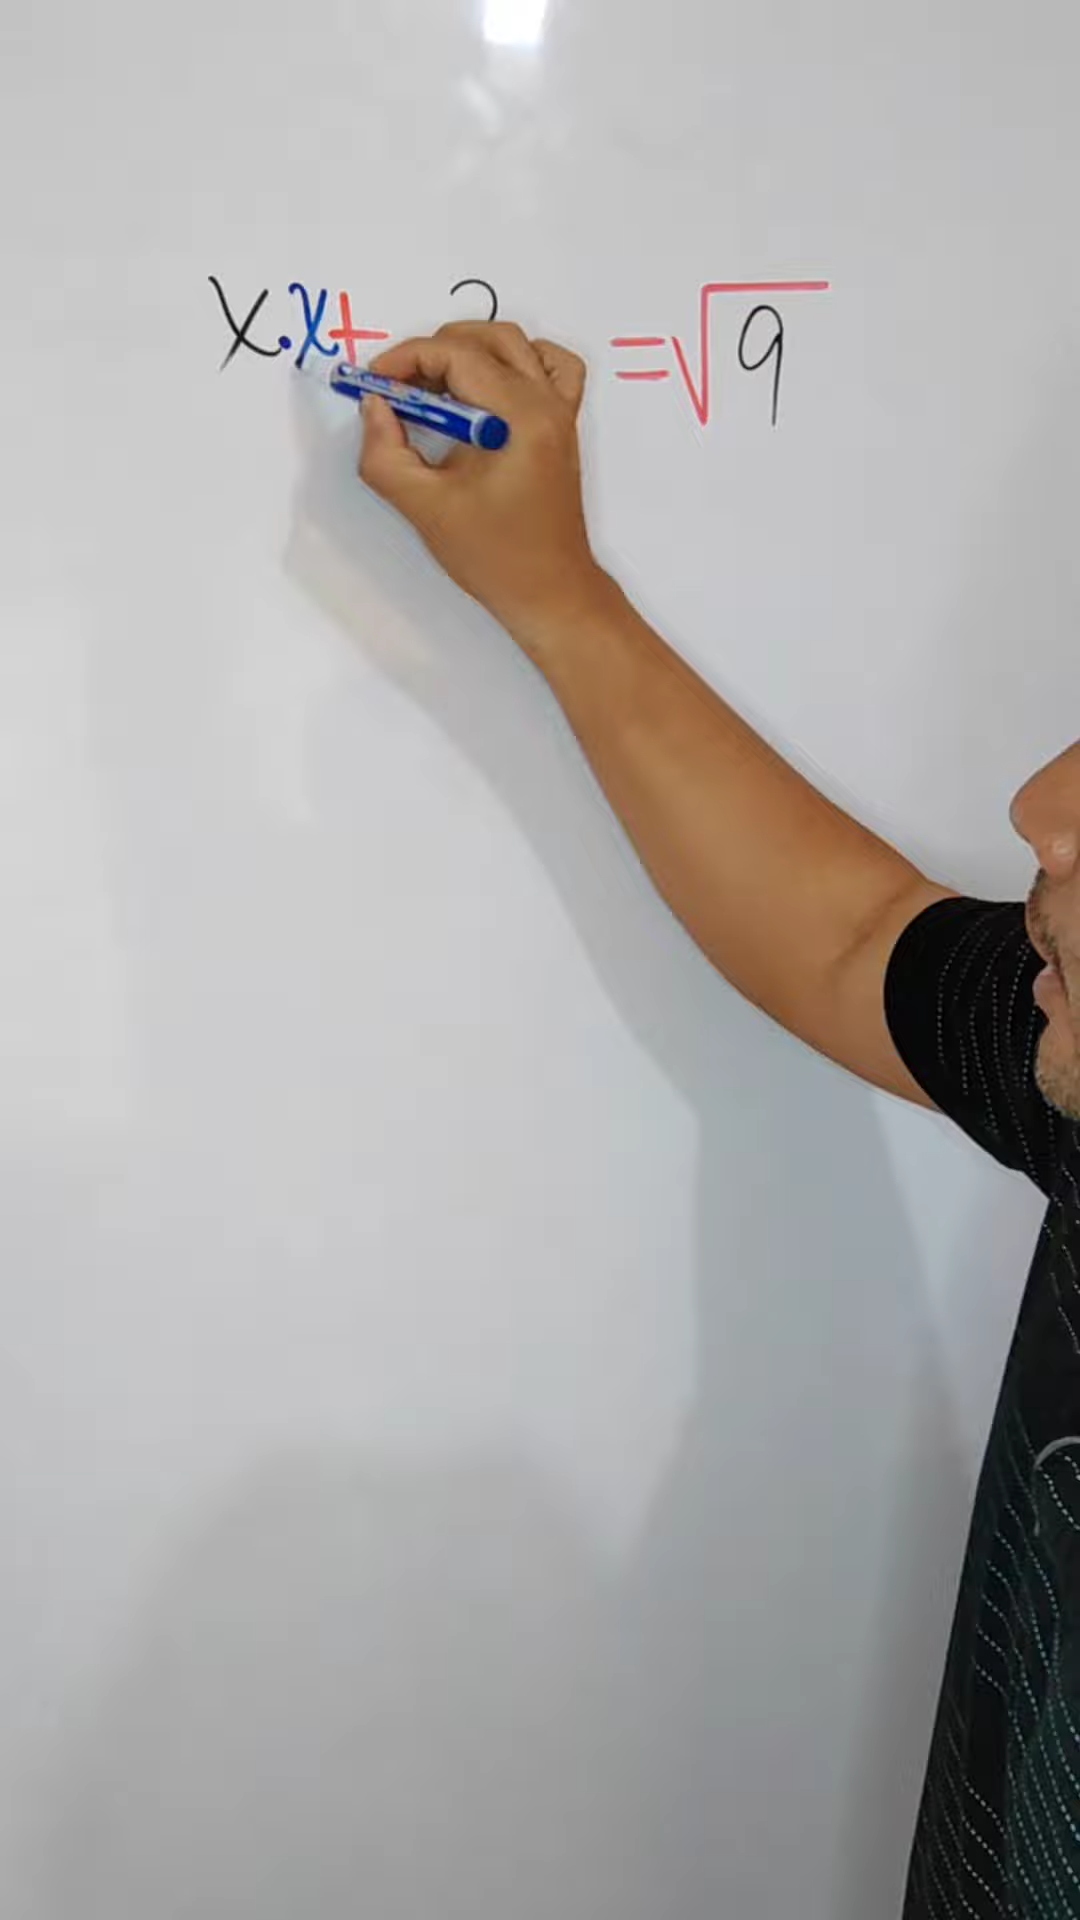 x.x+ = √9